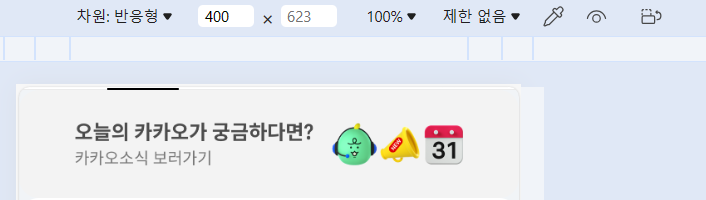 차원: 반응형 400 × 623 100% 제한 없음
오늘의 카카오가 궁금하다면?
카카오소식 보러가기
NEW
31